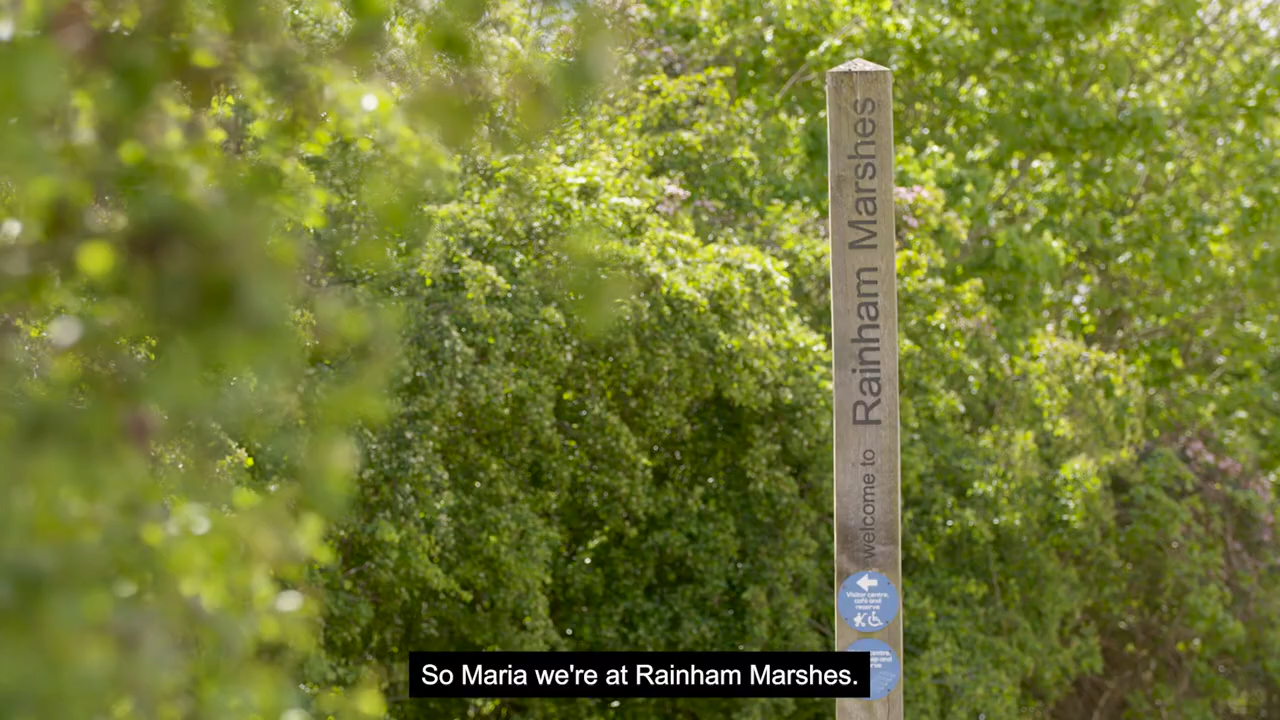 welcome to Rainham Marshes
Visitor centre,
café and
reserve
So Maria we're at Rainham Marshes.